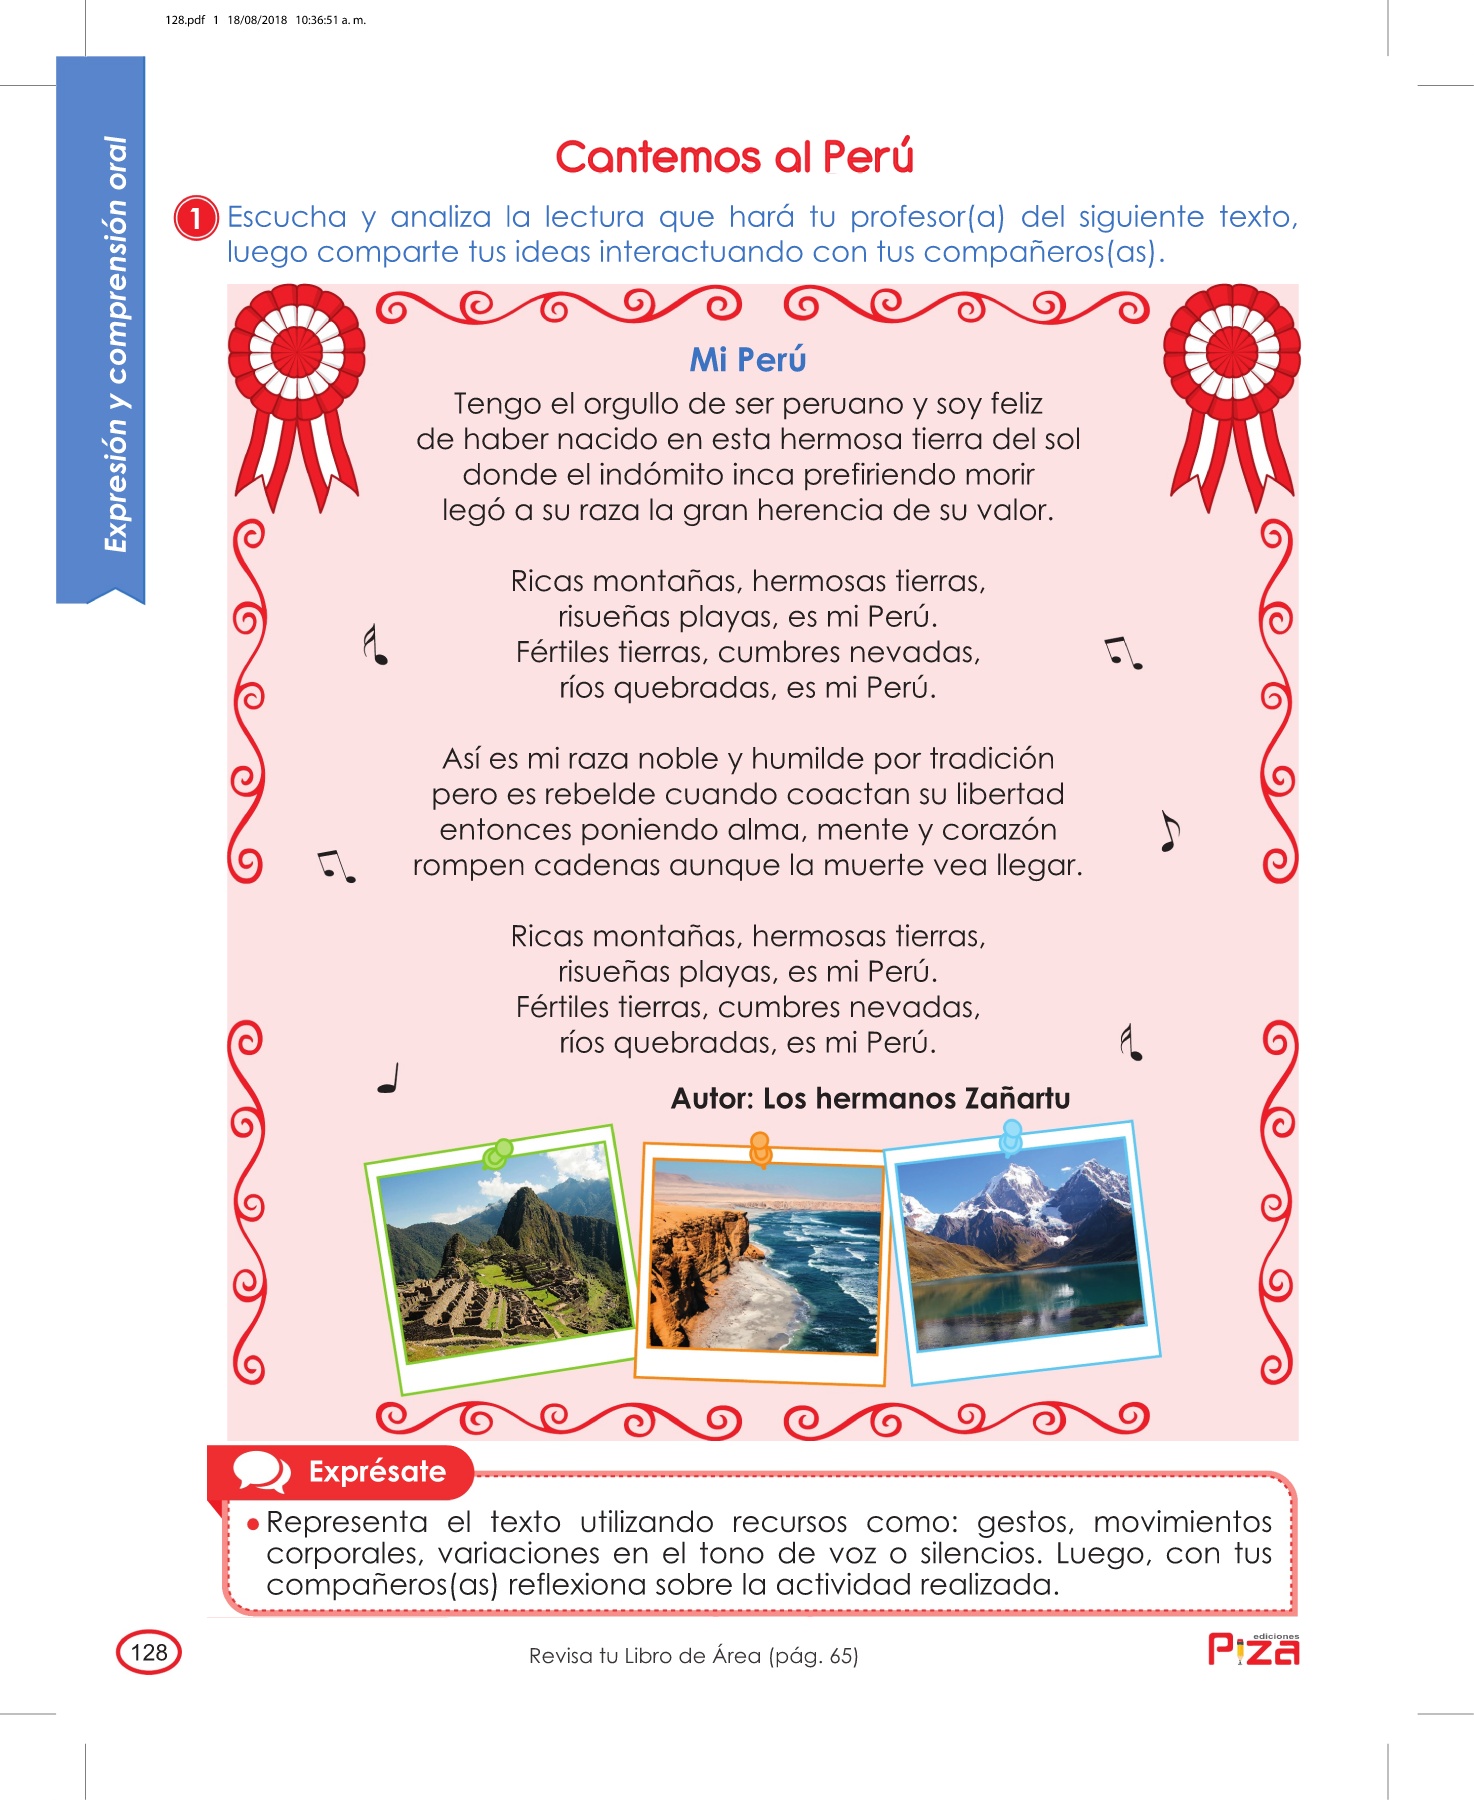 128.pdf 1 18/08/2018 10:36:51 a. m.
Expresión y comprensión oral
Cantemos al Perú
1 Escucha y analiza la lectura que hará tu profesor(a) del siguiente texto,
luego comparte tus ideas interactuando con tus compañeros(as).
Mi Perú
Tengo el orgullo de ser peruano y soy feliz
de haber nacido en esta hermosa tierra del sol
donde el indómito inca prefiriendo morir
legó a su raza la gran herencia de su valor.
Ricas montañas, hermosas tierras,
risueñas playas, es mi Perú.
Fértiles tierras, cumbres nevadas,
ríos quebradas, es mi Perú.
Así es mi raza noble y humilde por tradición
pero es rebelde cuando coactan su libertad
entonces poniendo alma, mente y corazón
rompen cadenas aunque la muerte vea llegar.
Ricas montañas, hermosas tierras,
risueñas playas, es mi Perú.
Fértiles tierras, cumbres nevadas,
ríos quebradas, es mi Perú.
Autor: Los hermanos Zañartu
Exprésate
• Representa el texto utilizando recursos como: gestos, movimientos
corporales, variaciones en el tono de voz o silencios. Luego, con tus
compañeros(as) reflexiona sobre la actividad realizada.
128
Revisa tu Libro de Área (pág. 65)
ediciones
Piza